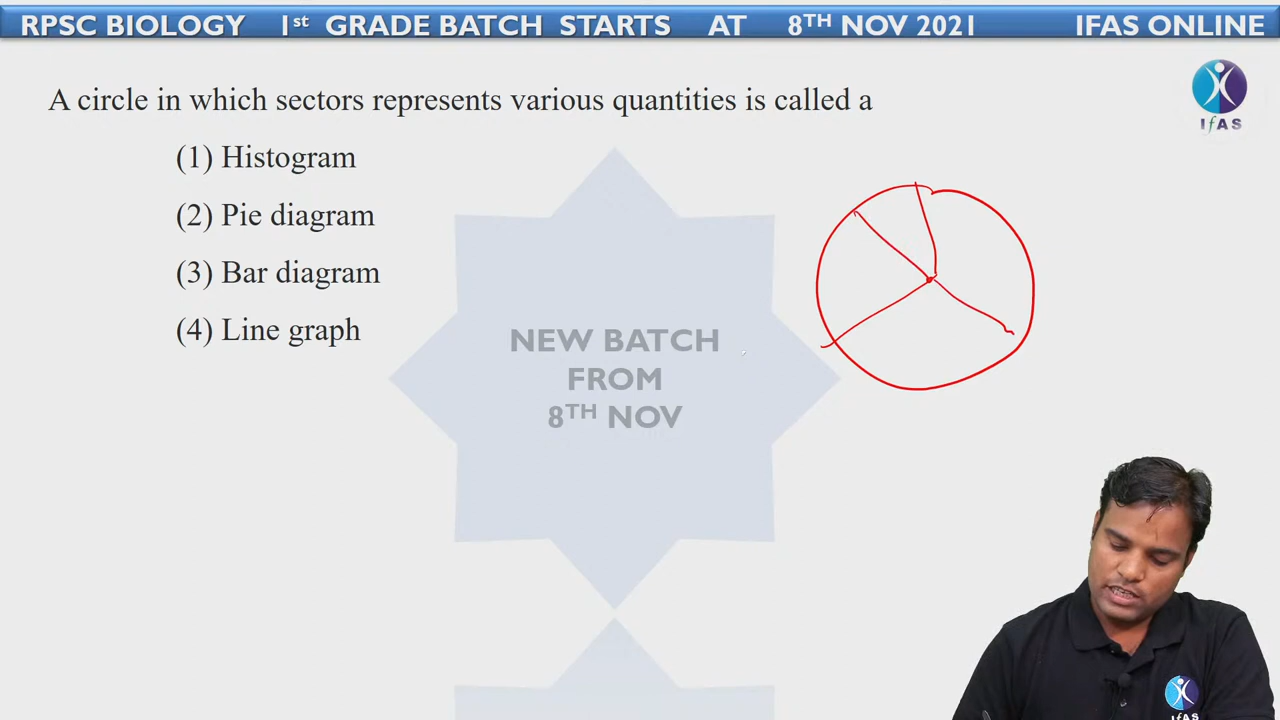 RPSC BIOLOGY 1st GRADE BATCH STARTS AT 8TH NOV 2021 IFAS ONLINE
A circle in which sectors represents various quantities is called a
IfAS
(1) Histogram
(2) Pie diagram
(3) Bar diagram
(4) Line graph
NEW BATCH
FROM
8TH NOV
IfAS